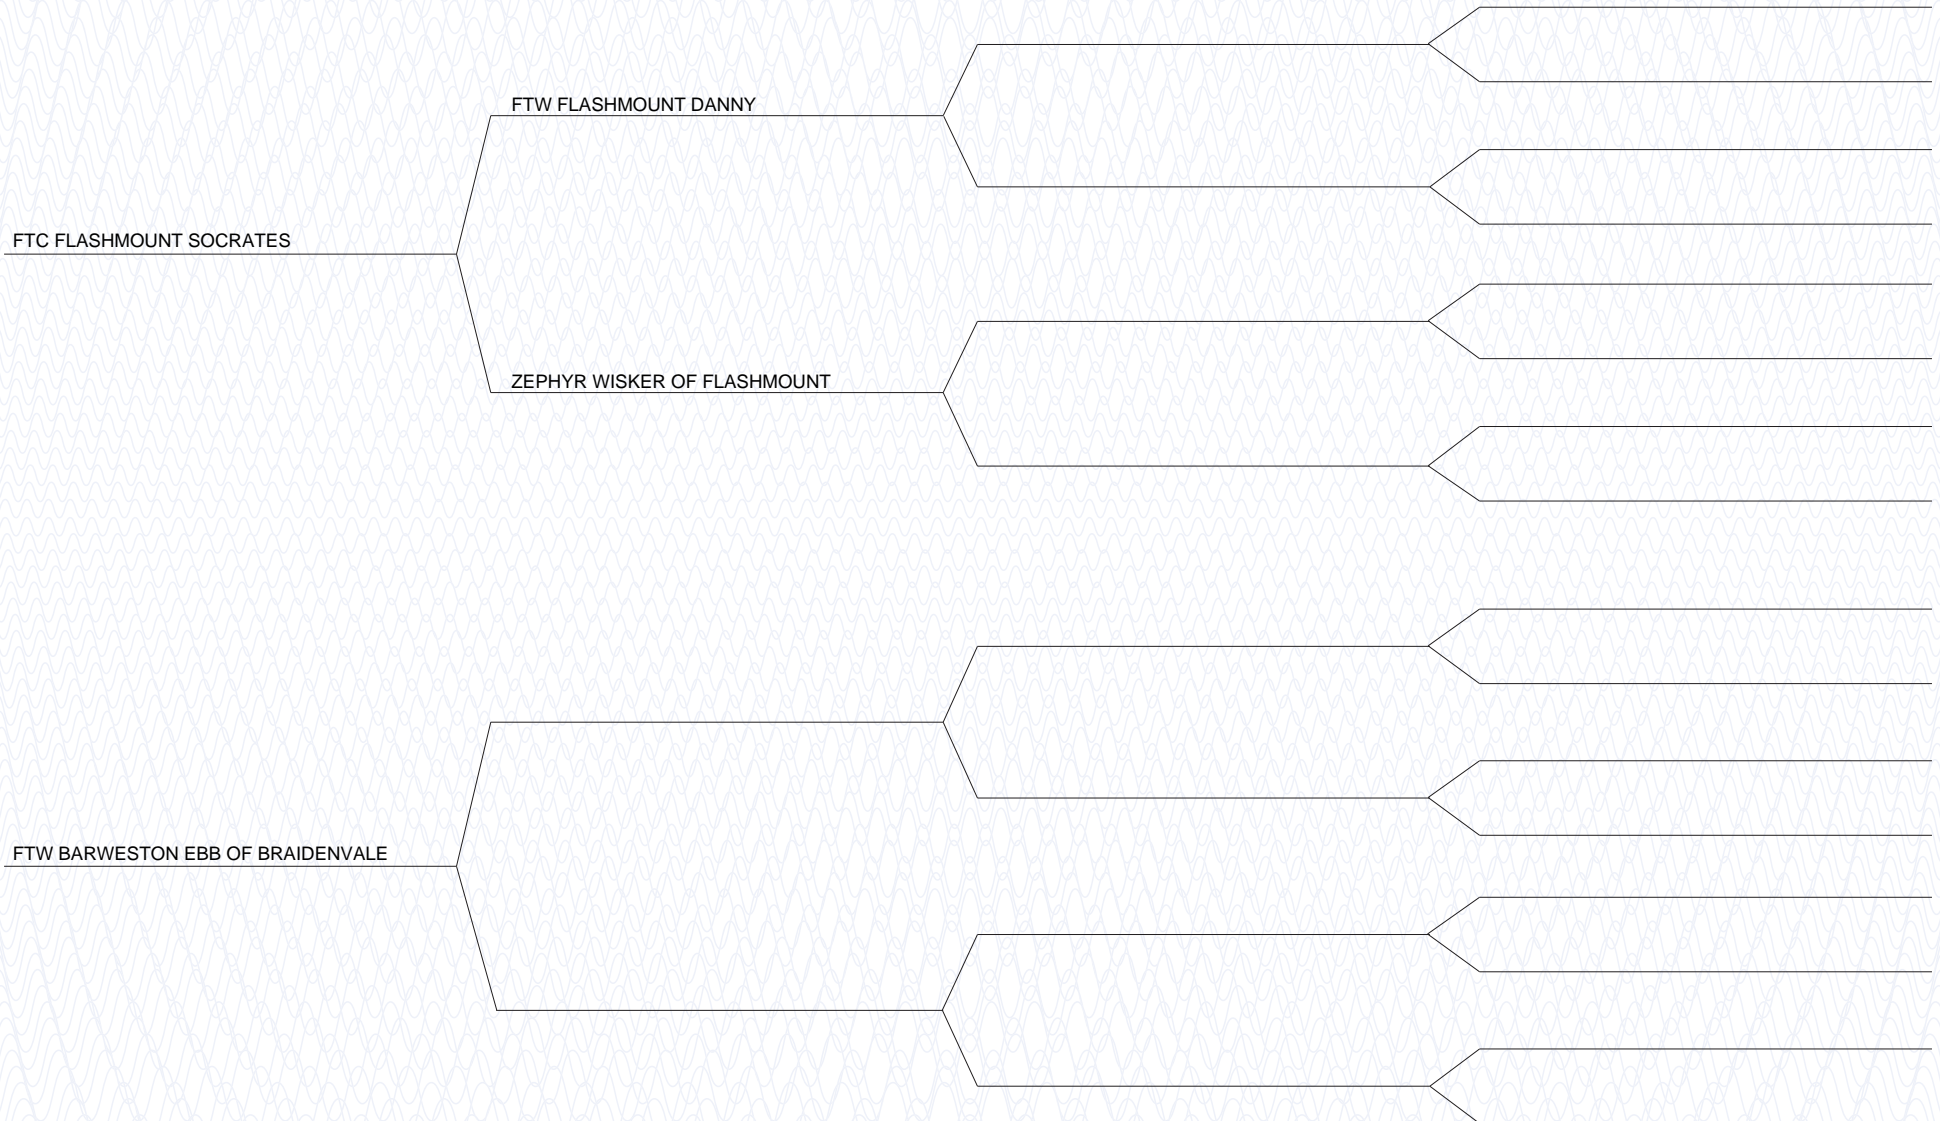 FTW FLASHMOUNT DANNY
FTC FLASHMOUNT SOCRATES
ZEPHYR WISKER OF FLASHMOUNT
FTW BARWESTON EBB OF BRAIDENVALE